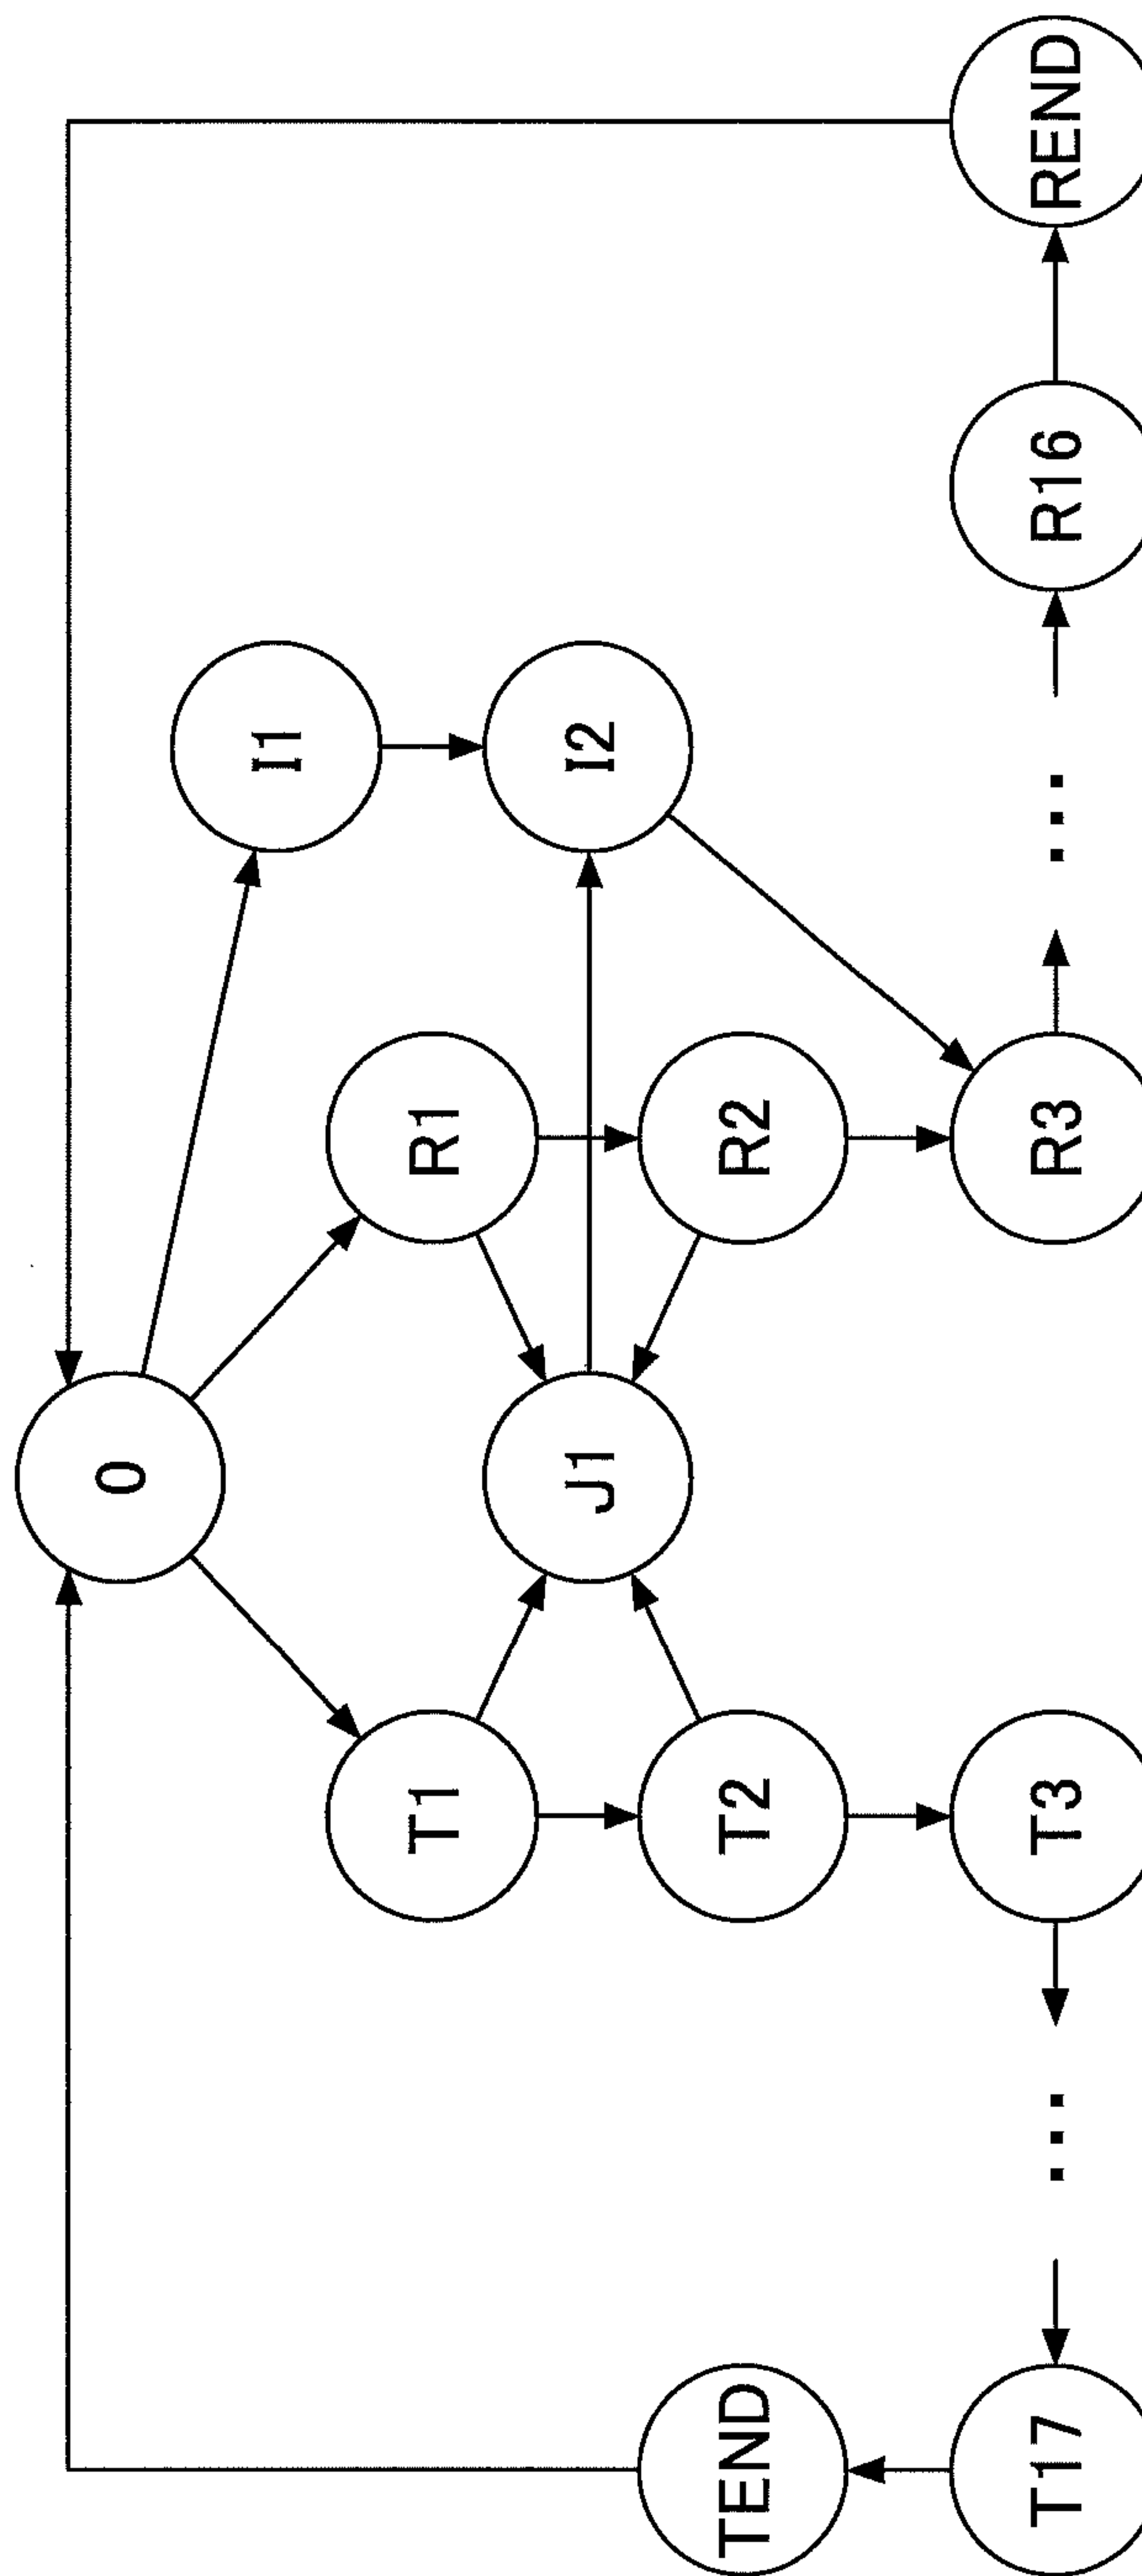 0
I1
T1
R1
J1
I2
T2
R2
TEND
T17
...
T3
R3
...
R16
REND